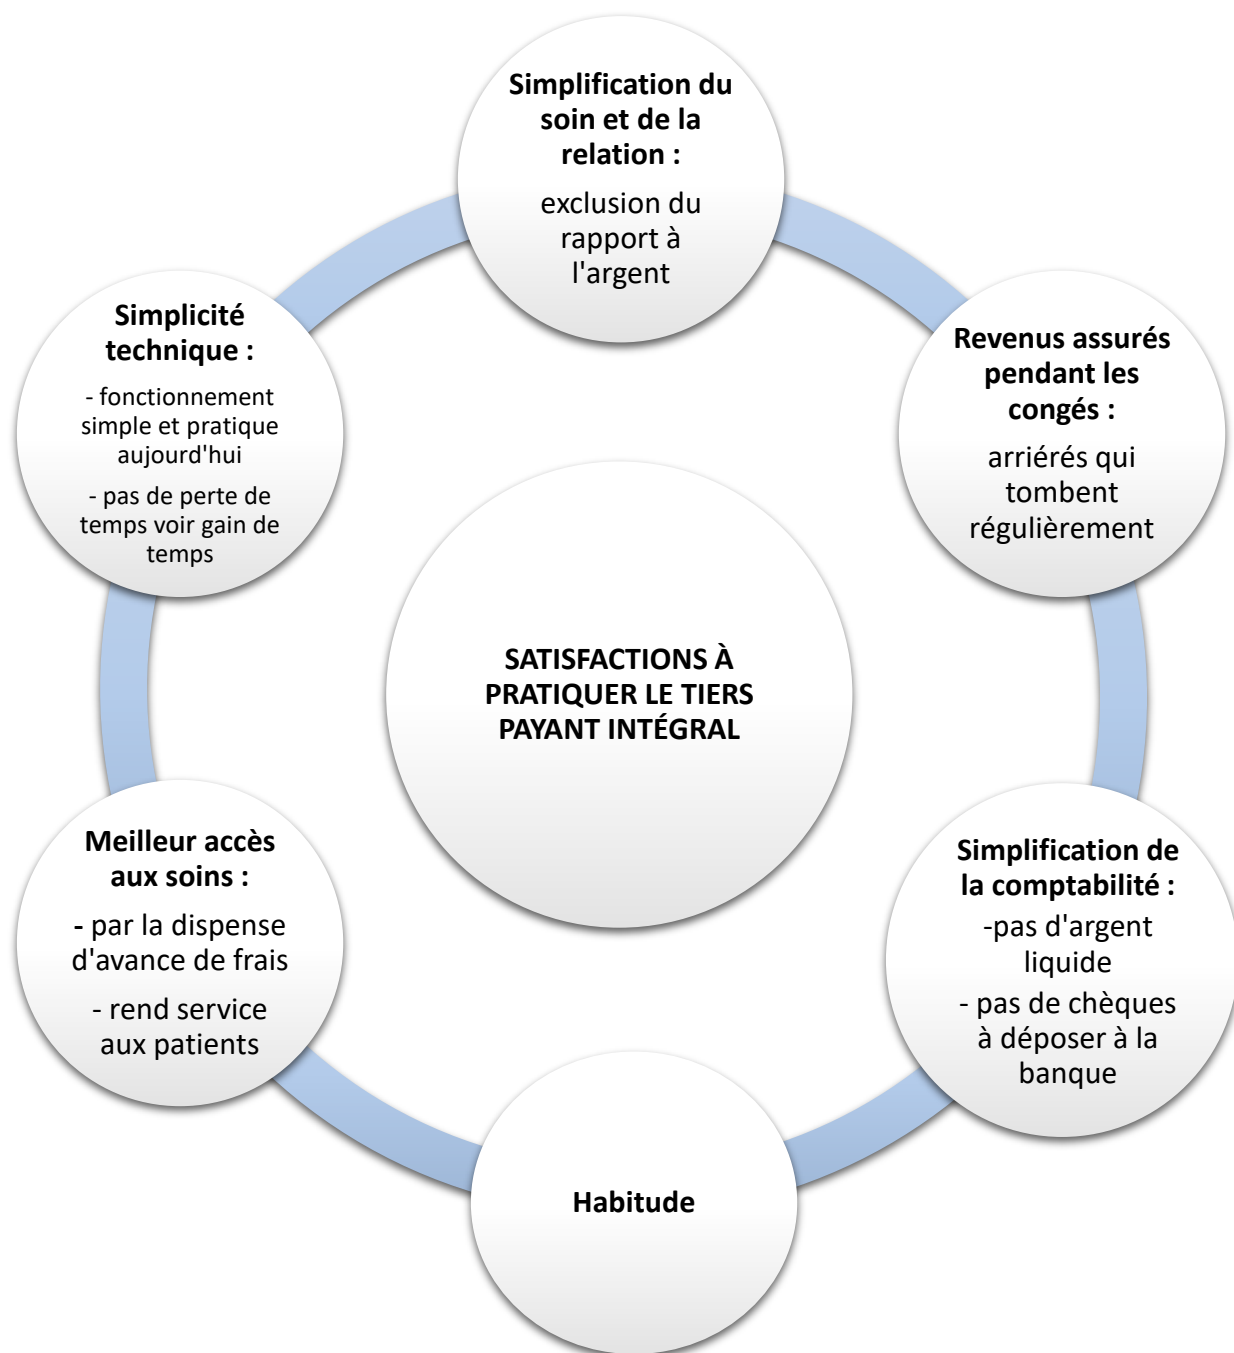 Simplification du
soin et de la
relation :
exclusion du
rapport à
l'argent
Revenus assurés
pendant les
congés :
arriérés qui
tombent
régulièrement
Simplification de
la comptabilité :
-pas d'argent
liquide
- pas de chèques
à déposer à la
banque
Habitude
Meilleur accès
aux soins :
- par la dispense
d'avance de frais
- rend service
aux patients
Simplicité
technique :
- fonctionnement
simple et pratique
aujourd'hui
- pas de perte de
temps voir gain de
temps
SATISFACTIONS À
PRATIQUER LE TIERS
PAYANT INTÉGRAL